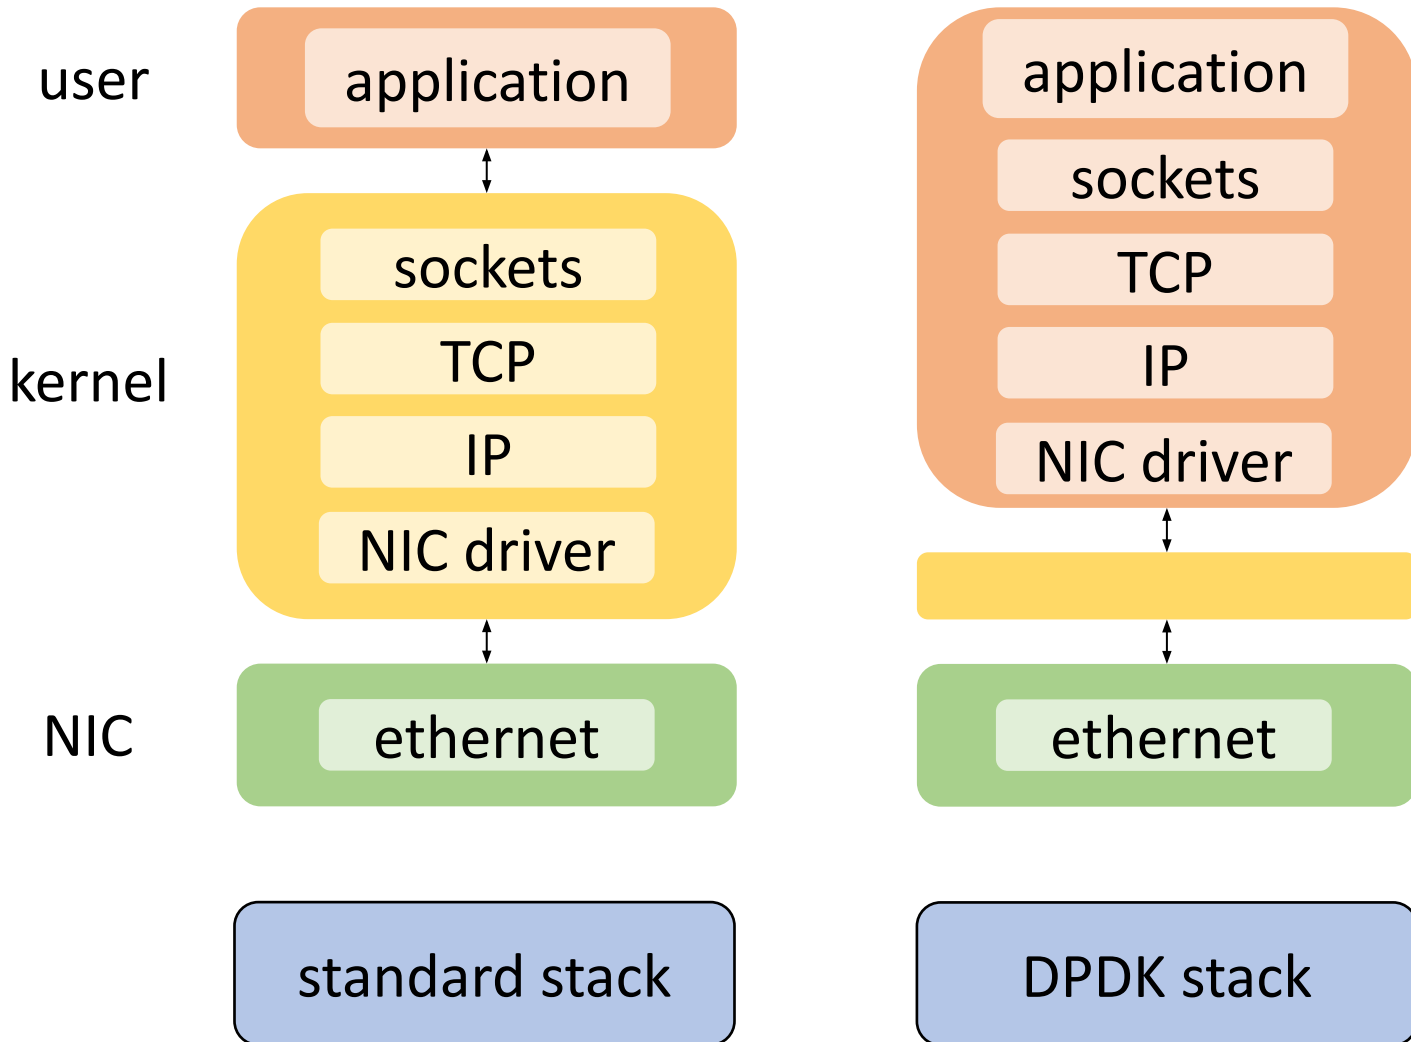 user
application
application
sockets
sockets
TCP
kernel
TCP
IP
IP
NIC driver
NIC driver
NIC
ethernet
ethernet
standard stack
DPDK stack